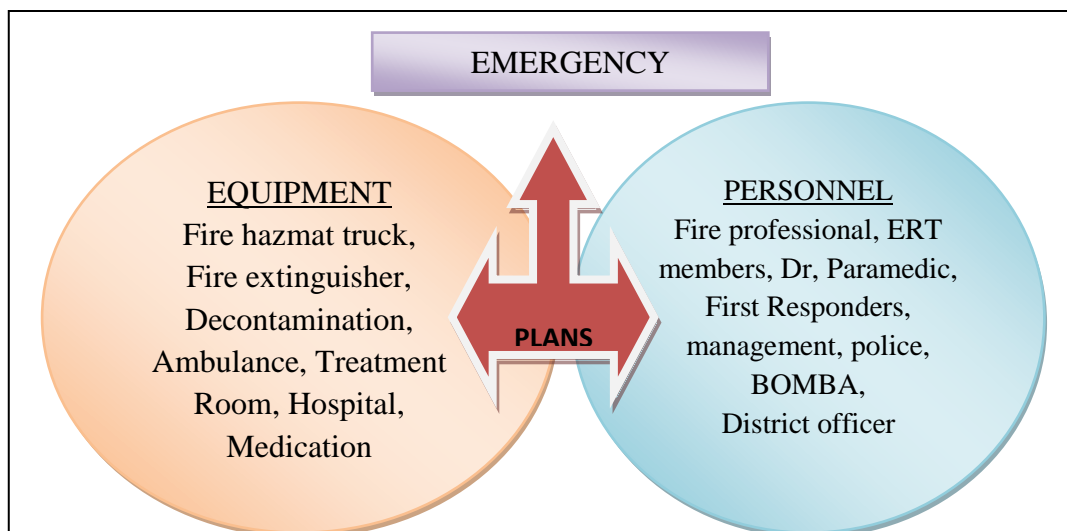 EMERGENCY
EQUIPMENT
Fire hazmat truck,
Fire extinguisher,
Decontamination,
Ambulance, Treatment
Room, Hospital,
Medication
PLANS
PERSONNEL
Fire professional, ERT
members, Dr, Paramedic,
First Responders,
management, police,
BOMBA,
District officer